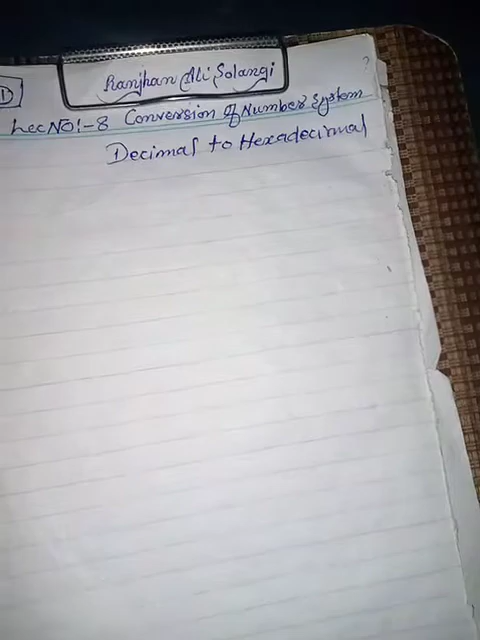 Ranjhan Ali Solangi
1
Lec NO:-8 Conversion of Number System
Decimal to Hexadecimal